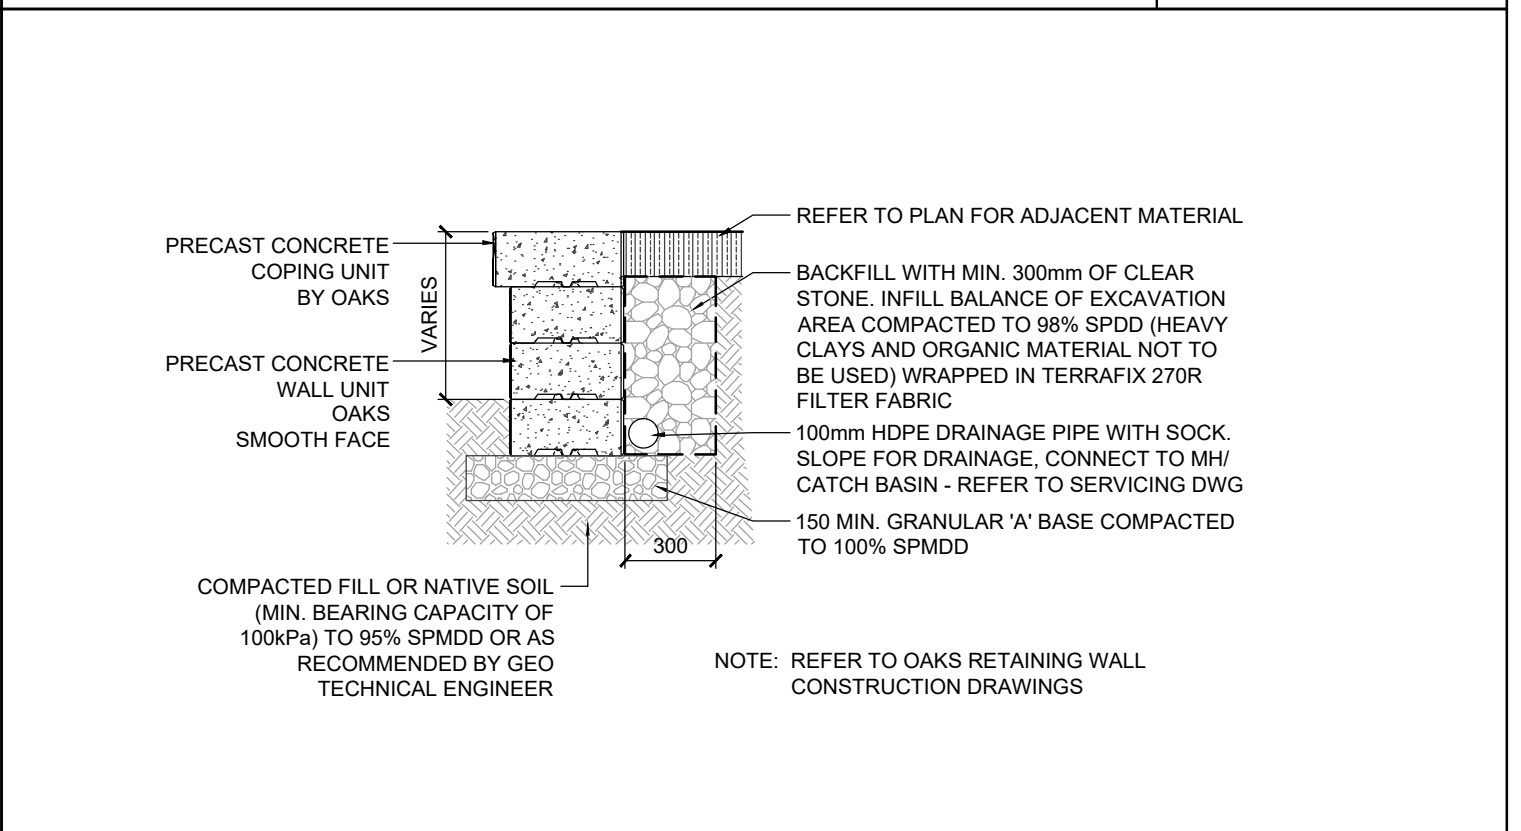 PRECAST CONCRETE
COPING UNIT
BY OAKS
VARIES
PRECAST CONCRETE
WALL UNIT
OAKS
SMOOTH FACE
REFER TO PLAN FOR ADJACENT MATERIAL
BACKFILL WITH MIN. 300mm OF CLEAR
STONE. INFILL BALANCE OF EXCAVATION
AREA COMPACTED TO 98% SPDD (HEAVY
CLAYS AND ORGANIC MATERIAL NOT TO
BE USED) WRAPPED IN TERRAFIX 270R
FILTER FABRIC
100mm HDPE DRAINAGE PIPE WITH SOCK.
SLOPE FOR DRAINAGE, CONNECT TO MH/
CATCH BASIN - REFER TO SERVICING DWG
150 MIN. GRANULAR 'A' BASE COMPACTED
TO 100% SPMDD
300
COMPACTED FILL OR NATIVE SOIL
(MIN. BEARING CAPACITY OF
100kPa) TO 95% SPMDD OR AS
RECOMMENDED BY GEO
TECHNICAL ENGINEER
NOTE: REFER TO OAKS RETAINING WALL
CONSTRUCTION DRAWINGS